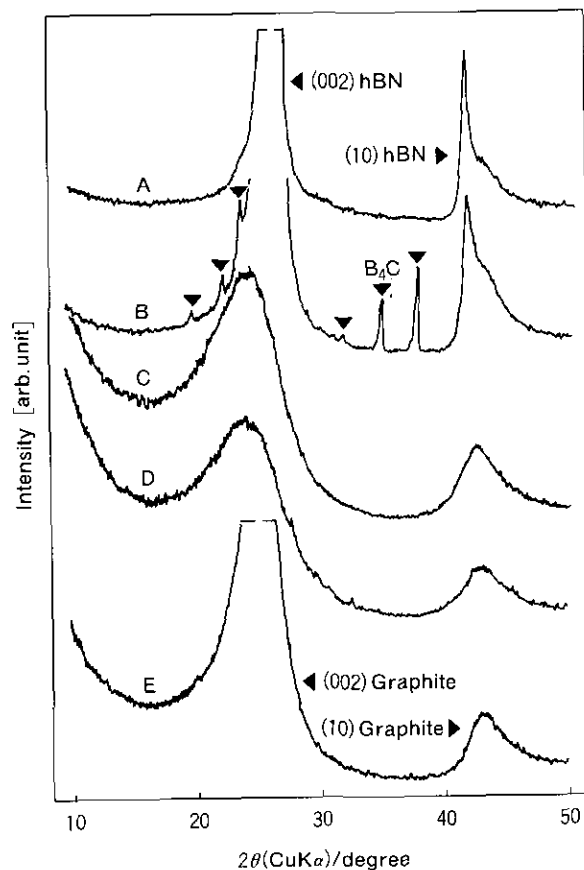 ◀ (002) hBN
(10) hBN ▶
A
B₄C
B
C
D
E
◀ (002) Graphite
(10) Graphite ▶
Intensity [arb. unit]
10 20 30 40 50
2θ(CuKα)/degree